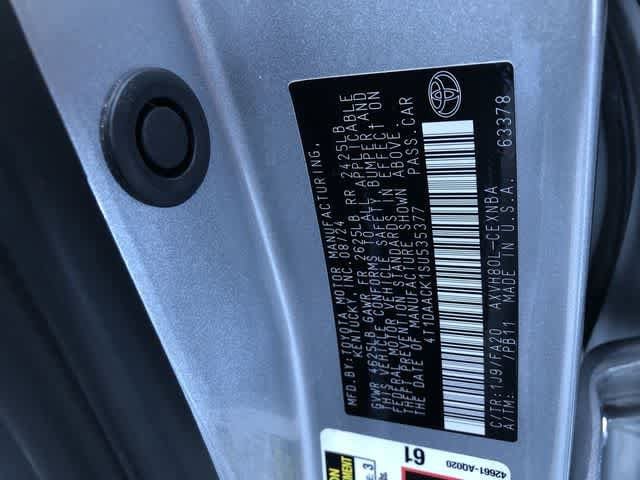 MFD.BY:TOYOTA MOTOR MANUFACTURING,
KENTUCKY, INC. 08/24
GVWR 4625LB GAWR FR 2625LB RR 2425LB
THIS VEHICLE CONFORMS TO ALL APPLICABLE
FEDERAL MOTOR VEHICLE SAFETY BUMPER, AND
THEFT PREVENTION STANDARDS IN EFFECT ON
THE DATE OF MANUFACTURE SHOWN ABOVE.
4T1DAACK1SU535377 PASS.CAR
C/TR:1J9/FA20 AXVH80L-CEXNBA 63378
A/TM: /PB11 MADE IN U.S.A.
61
42661-AQ020